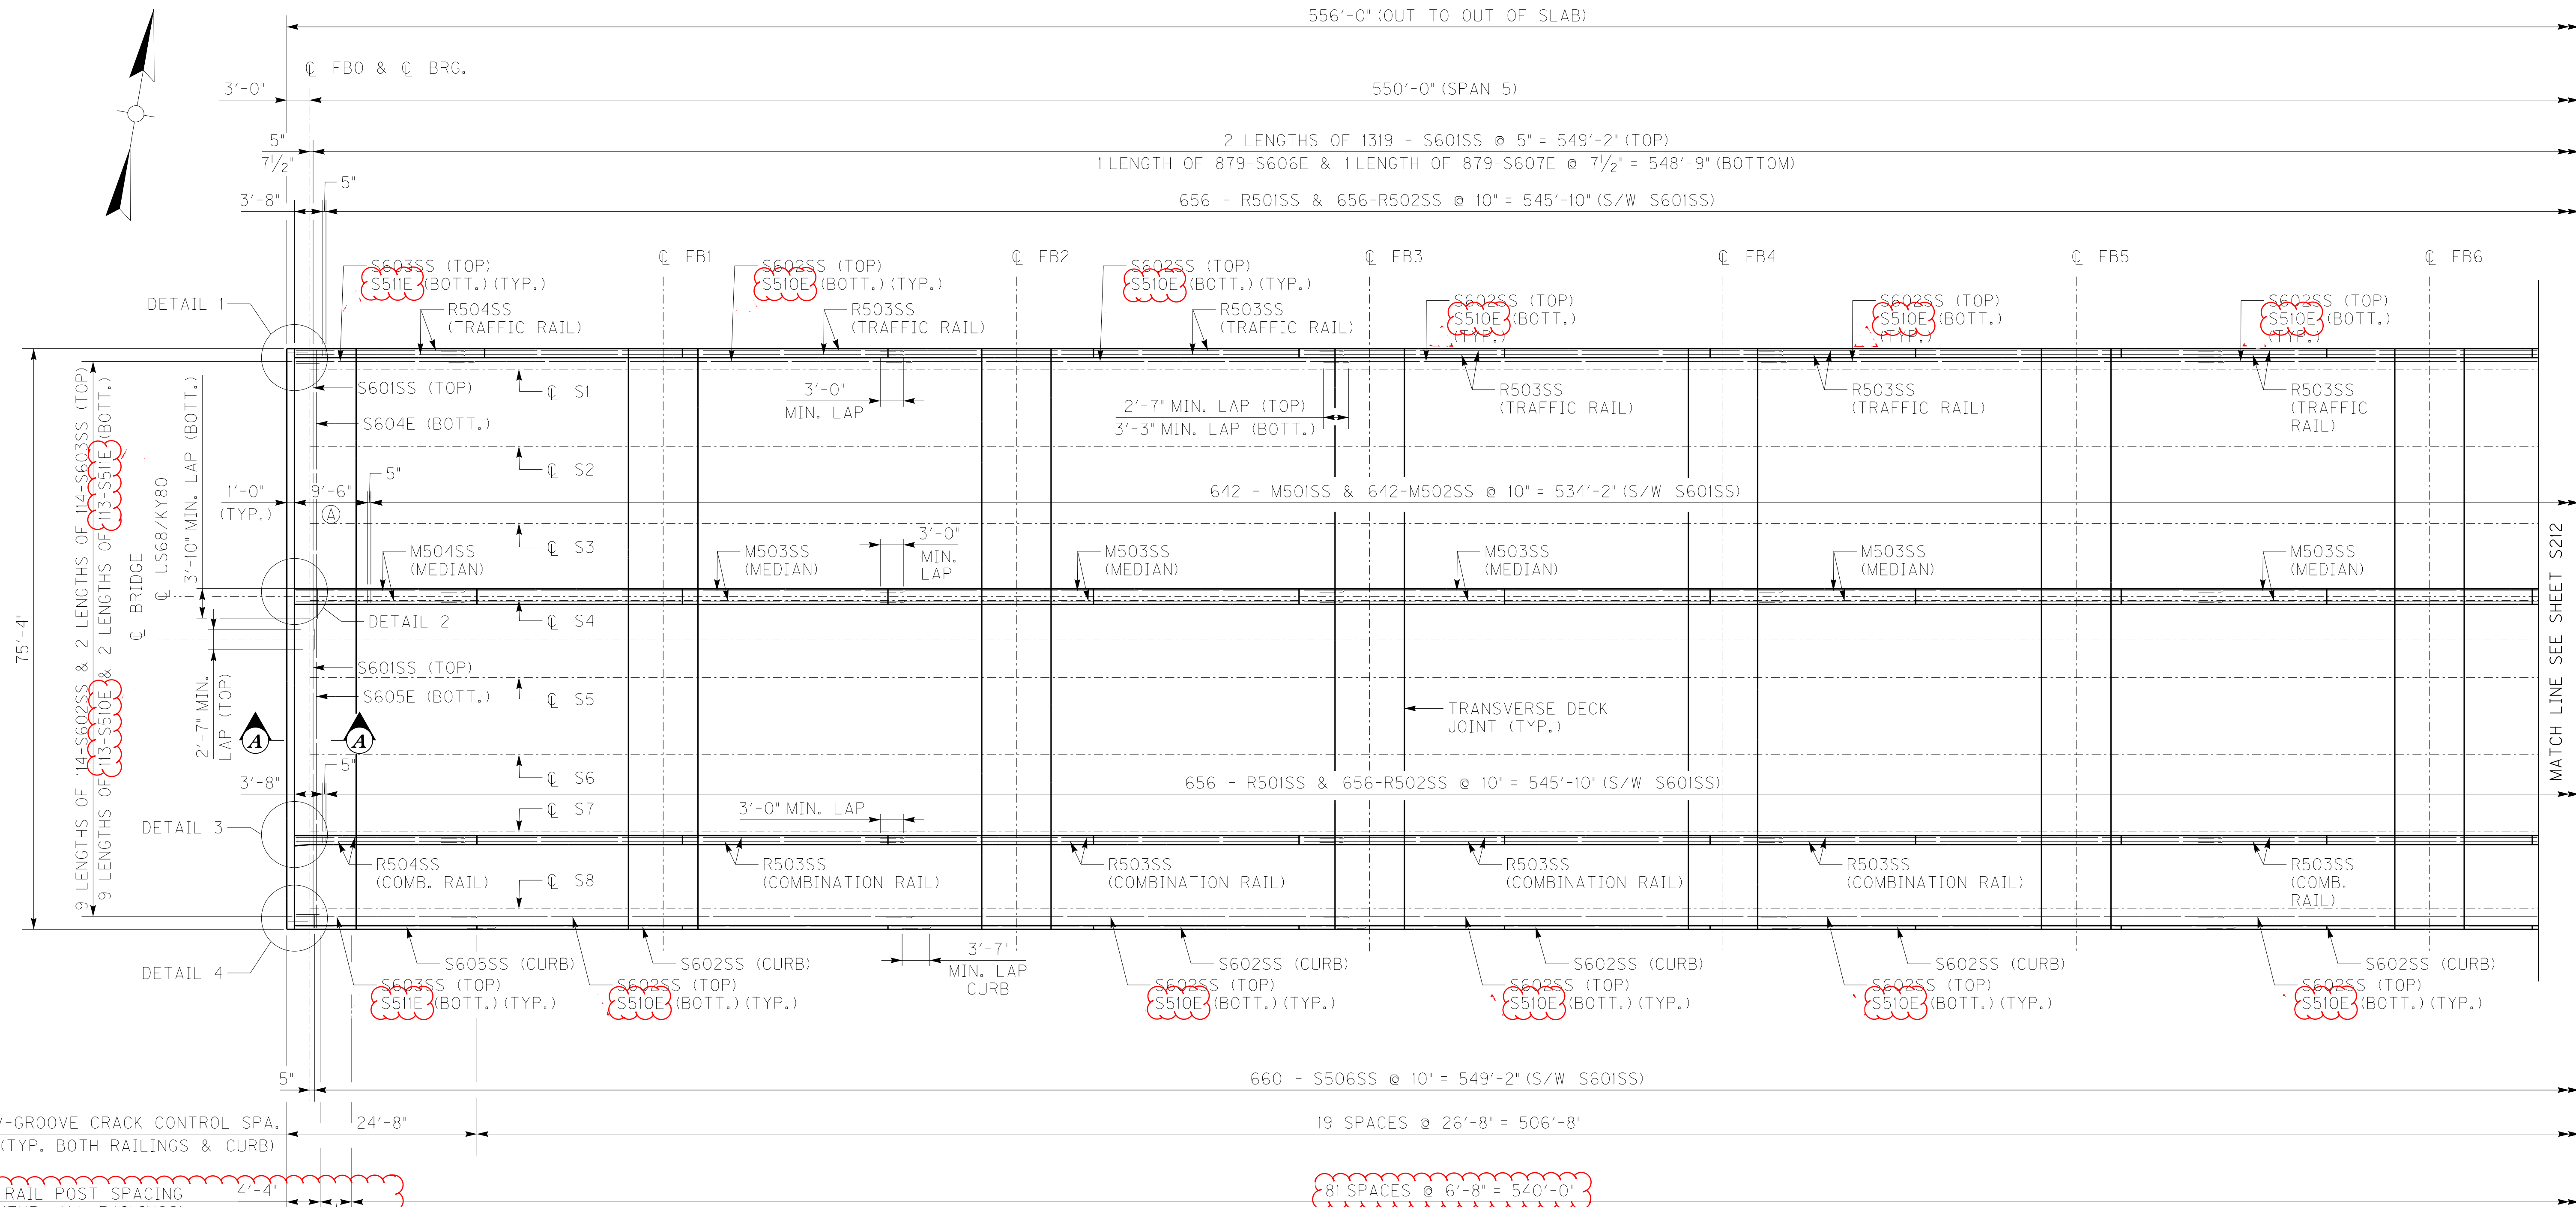 556'-0" (OUT TO OUT OF SLAB)
℄ FB0 & ℄ BRG.
3'-0"
550'-0" (SPAN 5)
5"
2 LENGTHS OF 1319 - S601SS @ 5" = 549'-2" (TOP)
7 1/2"
1 LENGTH OF 879-S606E & 1 LENGTH OF 879-S607E @ 7 1/2" = 548'-9" (BOTTOM)
5"
3'-8"
656 - R501SS & 656-R502SS @ 10" = 545'-10" (S/W S601SS)
℄ FB1
℄ FB2
℄ FB3
℄ FB4
℄ FB5
℄ FB6
S603SS (TOP)
S511E (BOTT.) (TYP.)
S602SS (TOP)
S510E (BOTT.) (TYP.)
S602SS (TOP)
S510E (BOTT.) (TYP.)
S602SS (TOP)
S510E (BOTT.)
(TYP.)
S602SS (TOP)
S510E (BOTT.)
(TYP.)
S602SS (TOP)
S510E (BOTT.)
(TYP.)
DETAIL 1
R504SS
(TRAFFIC RAIL)
R503SS
(TRAFFIC RAIL)
R503SS
(TRAFFIC RAIL)
S601SS (TOP)
℄ S1
3'-0"
MIN. LAP
2'-7" MIN. LAP (TOP)
3'-3" MIN. LAP (BOTT.)
R503SS
(TRAFFIC RAIL)
R503SS
(TRAFFIC RAIL)
R503SS
(TRAFFIC
RAIL)
S604E (BOTT.)
℄ S2
75'-4"
9 LENGTHS OF 114-S602SS & 2 LENGTHS OF 114-S603SS (TOP)
9 LENGTHS OF 113-S510E & 2 LENGTHS OF 113-S511E (BOTT.)
℄ BRIDGE
℄ US68/KY80
3'-10" MIN. LAP (BOTT.)
5"
1'-0"
(TYP.)
9'-6"
A
642 - M501SS & 642-M502SS @ 10" = 534'-2" (S/W S601SS)
℄ S3
3'-0"
MIN.
LAP
M504SS
(MEDIAN)
M503SS
(MEDIAN)
M503SS
(MEDIAN)
M503SS
(MEDIAN)
M503SS
(MEDIAN)
M503SS
(MEDIAN)
MATCH LINE SEE SHEET S212
DETAIL 2
℄ S4
2'-7" MIN.
LAP (TOP)
S601SS (TOP)
S605E (BOTT.)
℄ S5
TRANSVERSE DECK
JOINT (TYP.)
A
A
5"
℄ S6
3'-8"
656 - R501SS & 656-R502SS @ 10" = 545'-10" (S/W S601SS)
℄ S7
3'-0" MIN. LAP
DETAIL 3
R504SS
(COMB. RAIL)
℄ S8
R503SS
(COMBINATION RAIL)
R503SS
(COMBINATION RAIL)
R503SS
(COMBINATION RAIL)
R503SS
(COMBINATION RAIL)
R503SS
(COMB.
RAIL)
DETAIL 4
S605SS (CURB)
S602SS (CURB)
3'-7"
MIN. LAP
CURB
S602SS (CURB)
S602SS (CURB)
S602SS (CURB)
S602SS (CURB)
S603SS (TOP)
S511E (BOTT.) (TYP.)
S602SS (TOP)
S510E (BOTT.) (TYP.)
S602SS (TOP)
S510E (BOTT.) (TYP.)
S602SS (TOP)
S510E (BOTT.) (TYP.)
S602SS (TOP)
S510E (BOTT.) (TYP.)
S602SS (TOP)
S510E (BOTT.) (TYP.)
5"
660 - S506SS @ 10" = 549'-2" (S/W S601SS)
V-GROOVE CRACK CONTROL SPA.
(TYP. BOTH RAILINGS & CURB)
24'-8"
19 SPACES @ 26'-8" = 506'-8"
RAIL POST SPACING
4'-4"
81 SPACES @ 6'-8" = 540'-0"